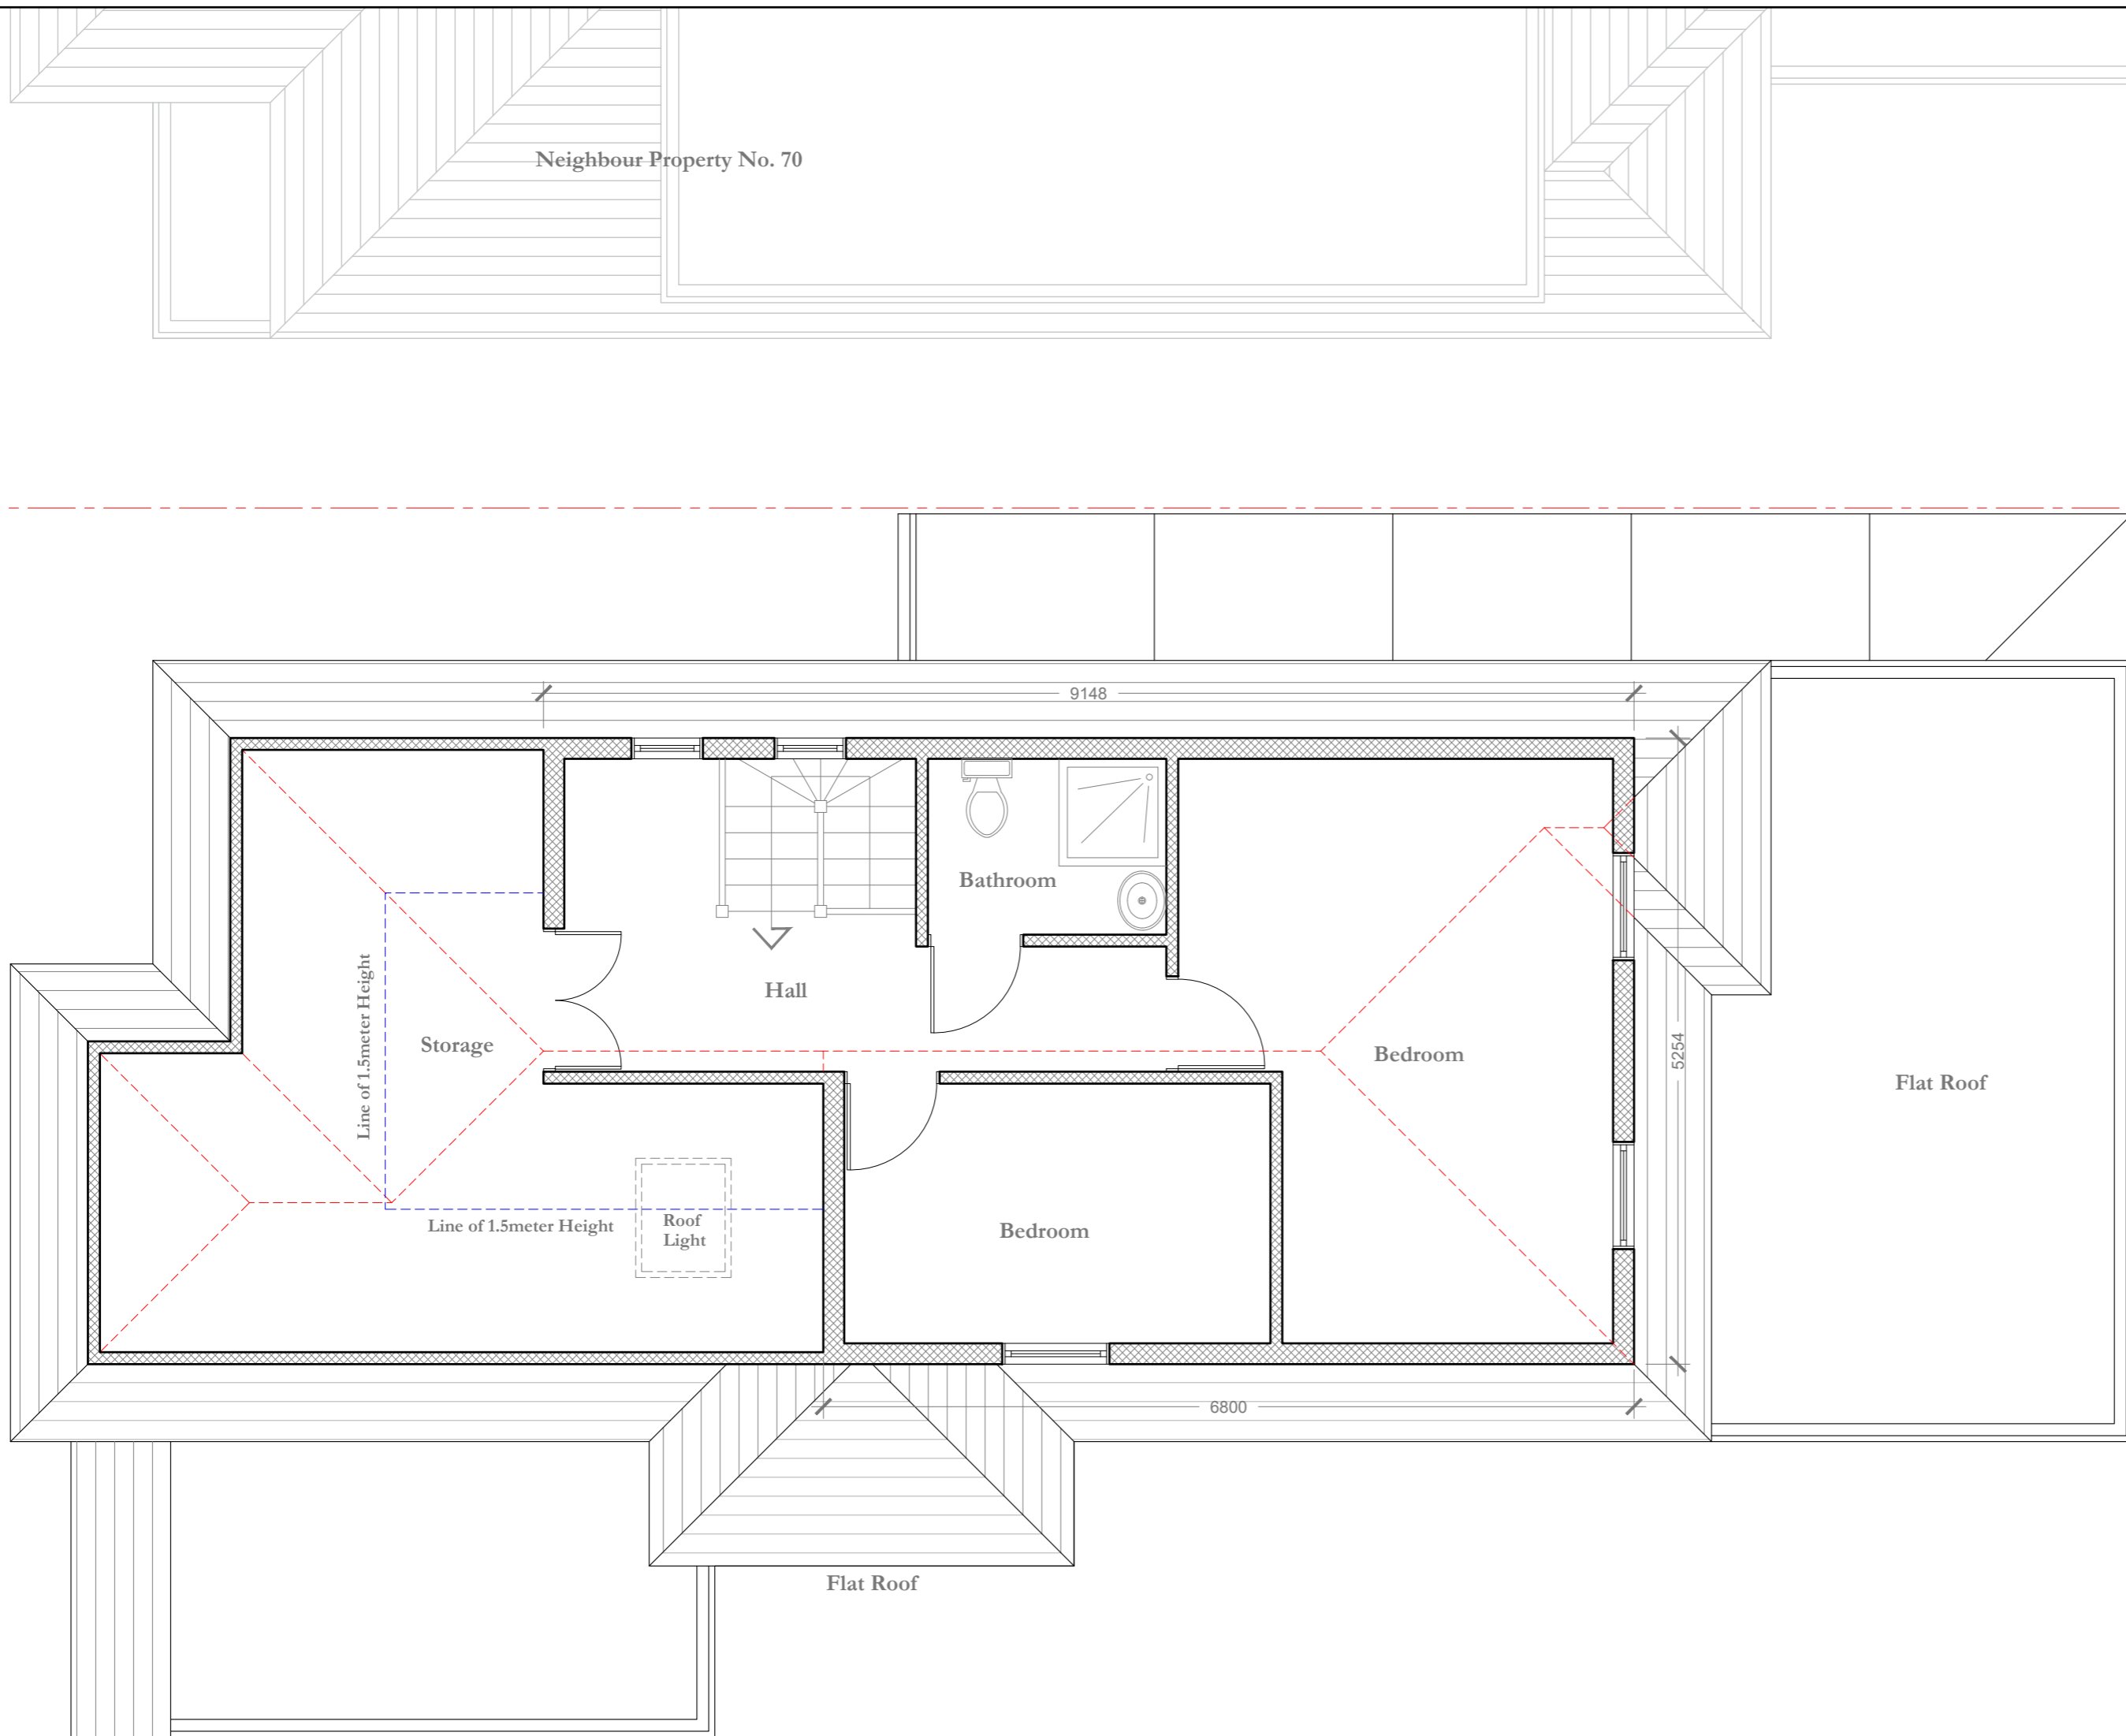 Neighbour Property No. 70
9148
Bathroom
Hall
Line of 1.5meter Height
Storage
Bedroom
5254
Flat Roof
Line of 1.5meter Height
Roof
Light
Bedroom
6800
Flat Roof